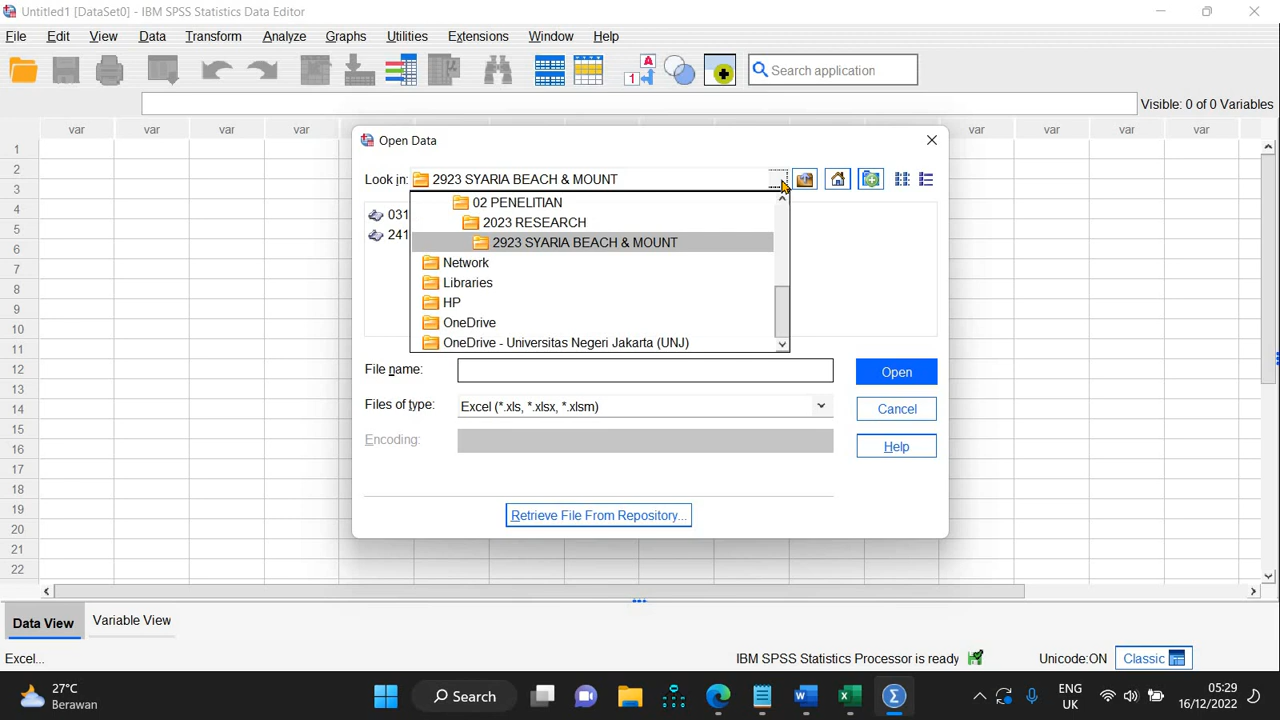 Untitled1 [DataSet0] - IBM SPSS Statistics Data Editor
File Edit View Data Transform Analyze Graphs Utilities Extensions Window Help
Search application
Visible: 0 of 0 Variables
var var var var var var var var
Open Data
Look in: 2923 SYARIA BEACH & MOUNT
031
241
02 PENELITIAN
2023 RESEARCH
2923 SYARIA BEACH & MOUNT
Network
Libraries
HP
OneDrive
OneDrive - Universitas Negeri Jakarta (UNJ)
File name:
Open
Files of type: Excel (*.xls, *.xlsx, *.xlsm)
Cancel
Encoding:
Help
Retrieve File From Repository...
1
2
3
4
5
6
7
8
9
10
11
12
13
14
15
16
17
18
19
20
21
22
Data View Variable View
Excel... IBM SPSS Statistics Processor is ready Unicode:ON Classic
27°C
Berawan
Search
ENG
UK
05:29
16/12/2022